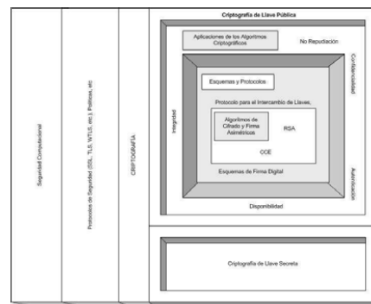 Criptografía de Llave Pública
Aplicaciones de los Algoritmos
Criptográficos
No Repudiación
Confidencialidad
Esquemas y Protocolos
Protocolo para el Intercambio de Llaves,
Algoritmos de
Cifrado y Firma
Asimétricos
RSA
CCE
Esquemas de Firma Digital
Integridad
Autenticación
Disponibilidad
Criptografía de Llave Secreta
Seguridad Computacional
Protocolos de Seguridad (SSL, TLS, WTLS, etc.), Políticas, etc
CRIPTOGRAFÍA